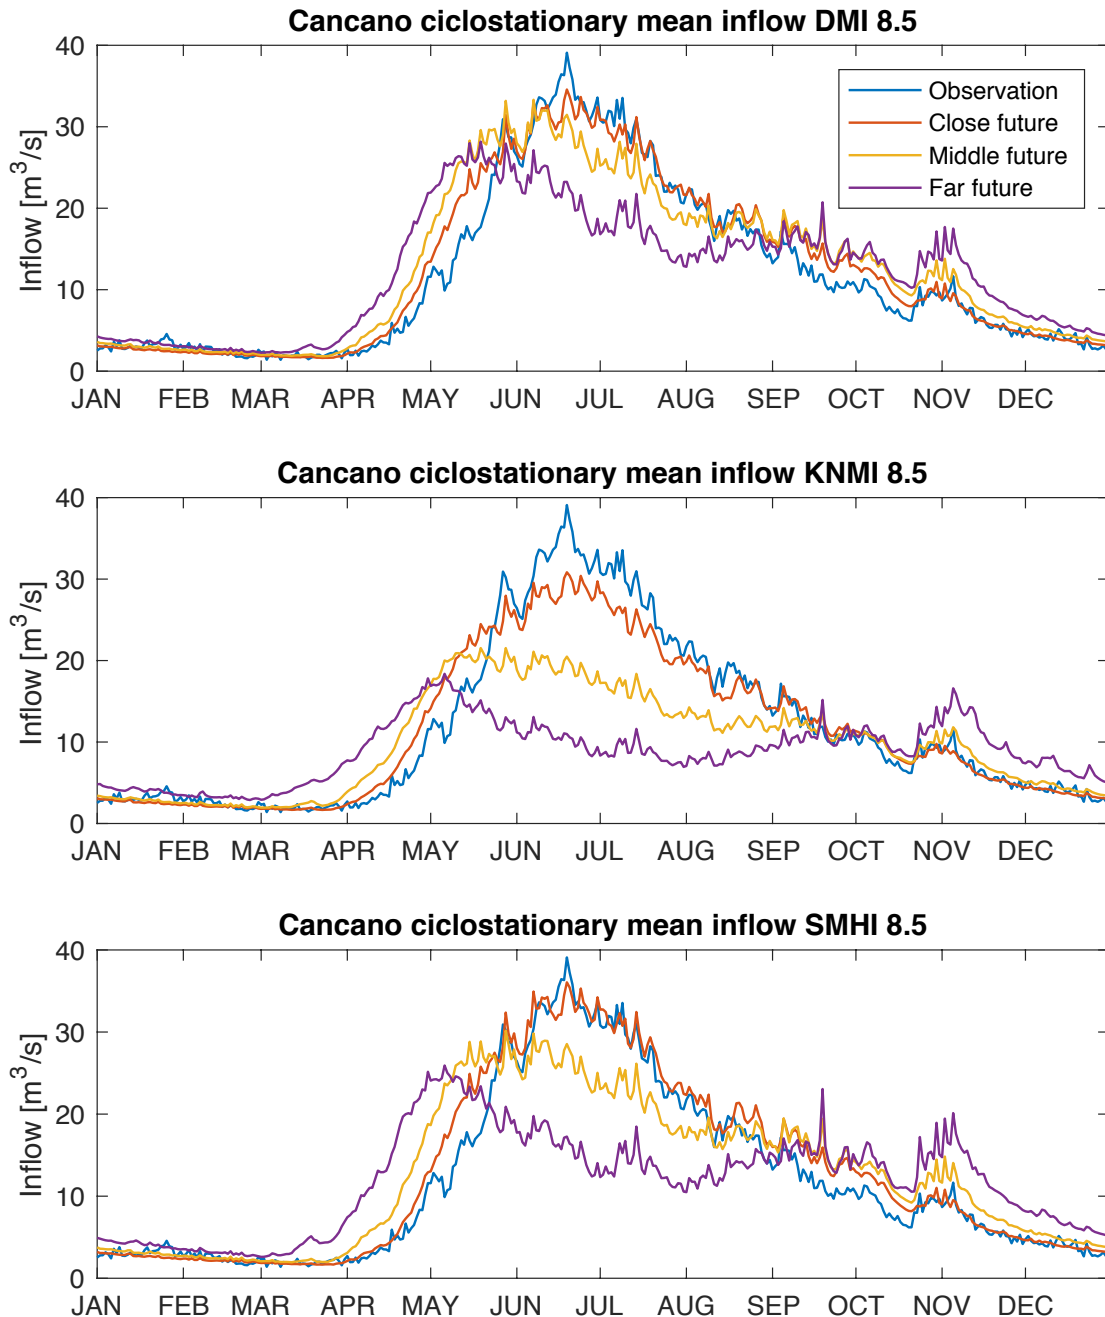 Cancano ciclostationary mean inflow DMI 8.5
Inflow [m³/s]
40
30
20
10
0
Observation
Close future
Middle future
Far future
JAN FEB MAR APR MAY JUN JUL AUG SEP OCT NOV DEC
Cancano ciclostationary mean inflow KNMI 8.5
Inflow [m³/s]
40
30
20
10
0
JAN FEB MAR APR MAY JUN JUL AUG SEP OCT NOV DEC
Cancano ciclostationary mean inflow SMHI 8.5
Inflow [m³/s]
40
30
20
10
0
JAN FEB MAR APR MAY JUN JUL AUG SEP OCT NOV DEC